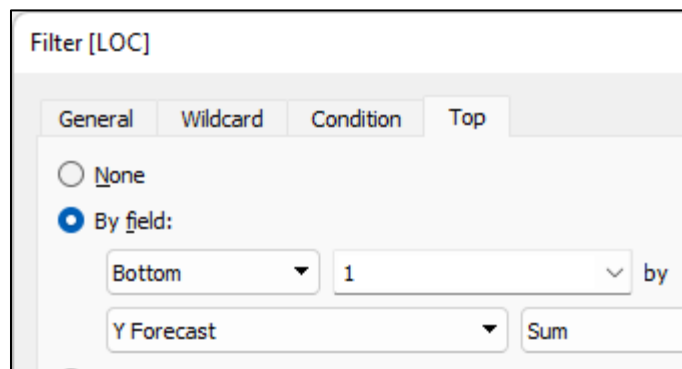 Filter [LOC]
General Wildcard Condition Top
None
By field:
Bottom 1 by
Y Forecast Sum